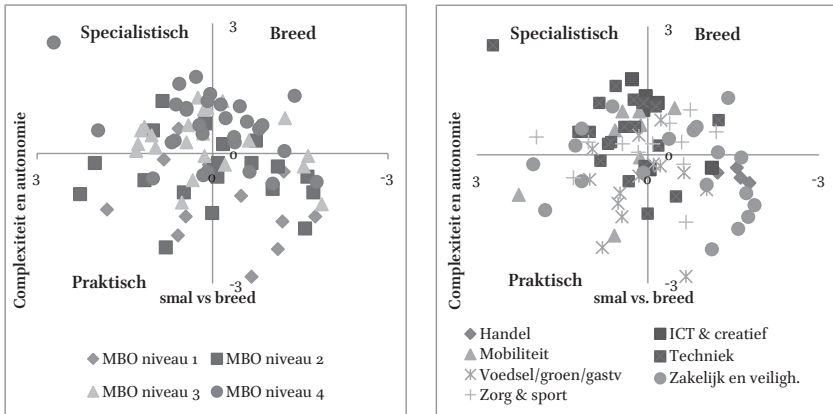 3
Specialistisch
Breed
Complexiteit en autonomie
0
3
0
-3
Praktisch
-3
smal vs breed
MBO niveau 1
MBO niveau 2
MBO niveau 3
MBO niveau 4
3
Specialistisch
Breed
Complexiteit en autonomie
0
3
0
-3
Praktisch
-3
smal vs. breed
Handel
ICT & creatief
Mobiliteit
Techniek
Voedsel/groen/gastv
Zakelijk en veiligh.
Zorg & sport